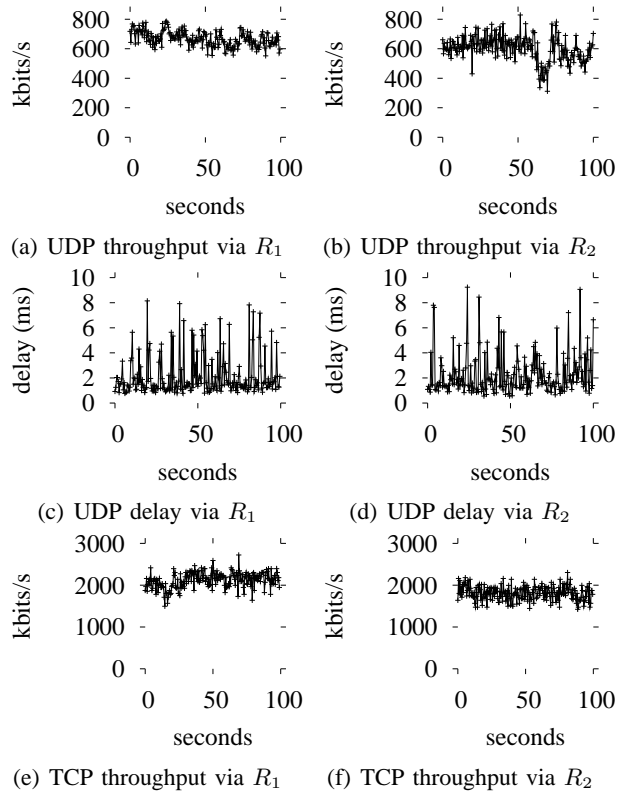 800
600
400
200
0
kbits/s
0 50 100
seconds
(a) UDP throughput via R1
800
600
400
200
0
kbits/s
0 50 100
seconds
(b) UDP throughput via R2
10
8
6
4
2
0
delay (ms)
0 50 100
seconds
(c) UDP delay via R1
10
8
6
4
2
0
delay (ms)
0 50 100
seconds
(d) UDP delay via R2
3000
2000
1000
0
kbits/s
0 50 100
seconds
(e) TCP throughput via R1
3000
2000
1000
0
kbits/s
0 50 100
seconds
(f) TCP throughput via R2